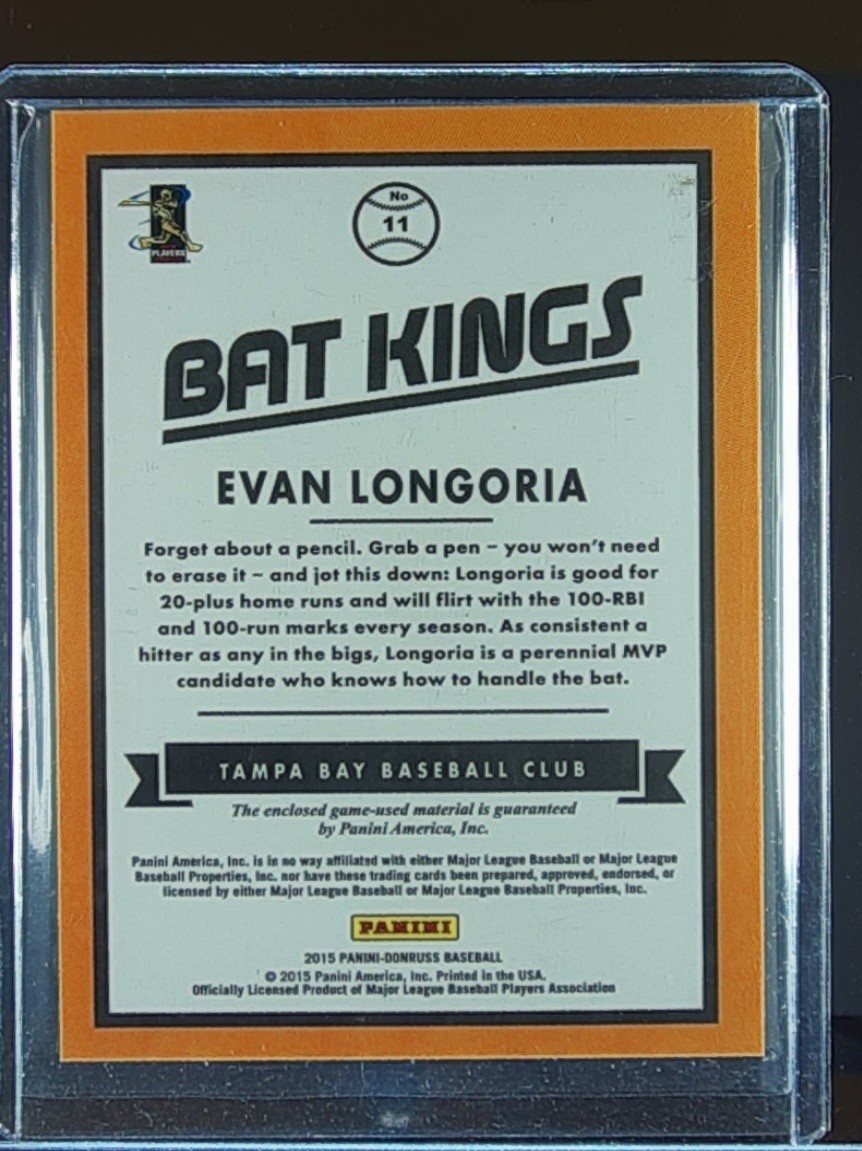 No
11
PLAYERS
BAT KINGS
EVAN LONGORIA
Forget about a pencil. Grab a pen – you won't need
to erase it – and jot this down: Longoria is good for
20-plus home runs and will flirt with the 100-RBI
and 100-run marks every season. As consistent a
hitter as any in the bigs, Longoria is a perennial MVP
candidate who knows how to handle the bat.
TAMPA BAY BASEBALL CLUB
The enclosed game-used material is guaranteed
by Panini America, Inc.
Panini America, Inc. is in no way affiliated with either Major League Baseball or Major League
Baseball Properties, Inc. nor have these trading cards been prepared, approved, endorsed, or
licensed by either Major League Baseball or Major League Baseball Properties, Inc.
PANINI
2015 PANINI-DONRUSS BASEBALL
© 2015 Panini America, Inc. Printed in the USA.
Officially Licensed Product of Major League Baseball Players Association